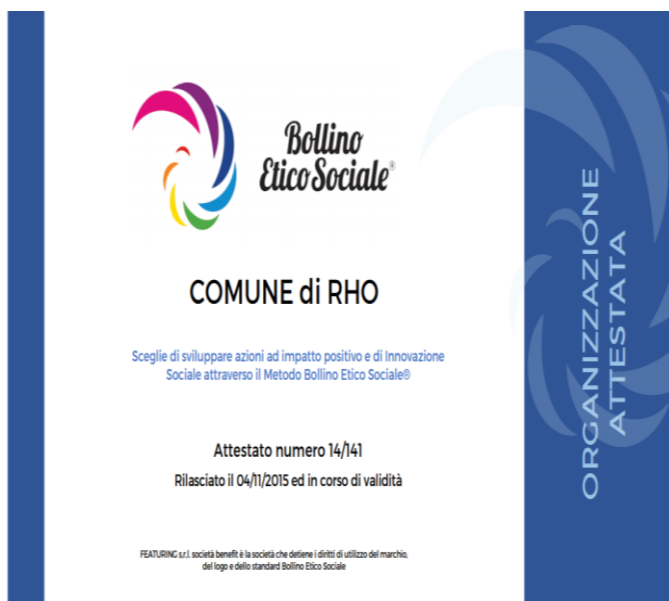 Bollino
Etico Sociale®
COMUNE di RHO
Sceglie di sviluppare azioni ad impatto positivo e di Innovazione
Sociale attraverso il Metodo Bollino Etico Sociale®
Attestato numero 14/141
Rilasciato il 04/11/2015 ed in corso di validità
FEATURING s.r.l. società benefit è la società che detiene i diritti di utilizzo del marchio,
del logo e dello standard Bollino Etico Sociale
ORGANIZZAZIONE
ATTESTATA